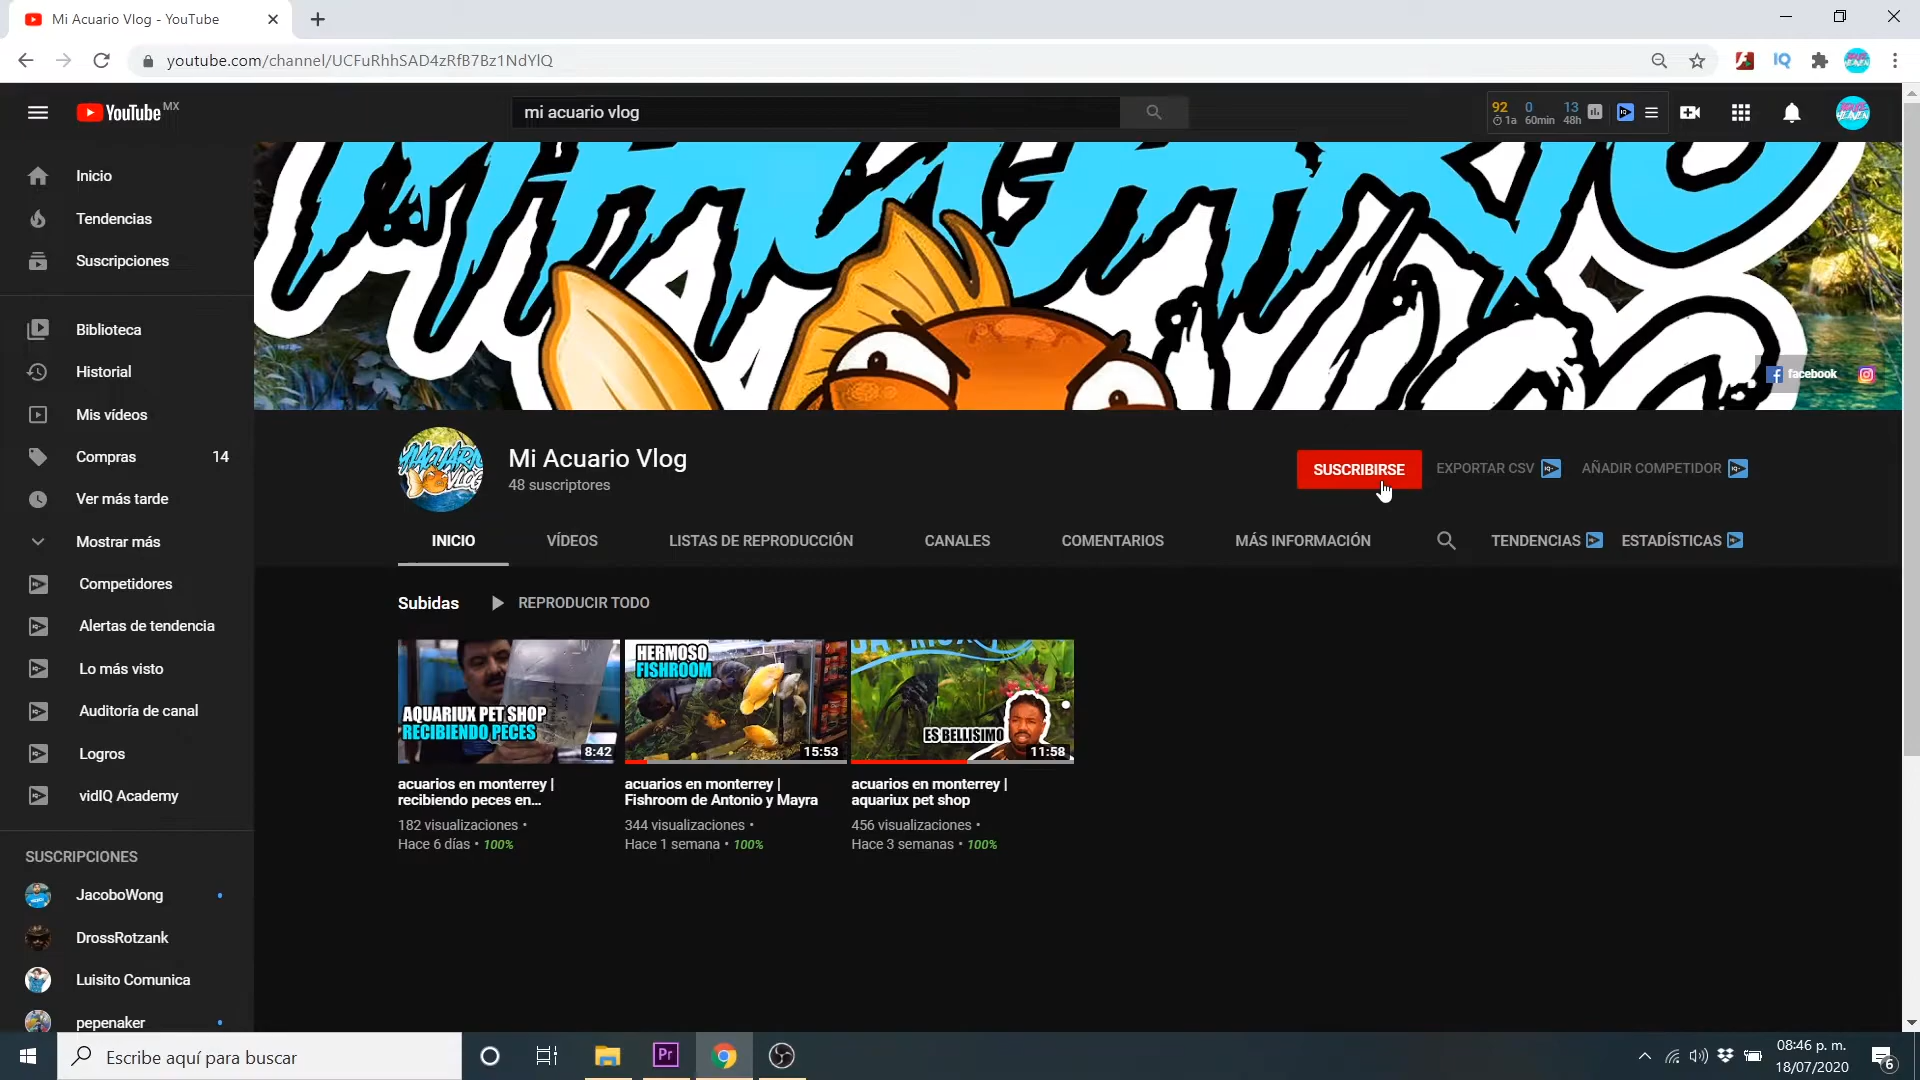 Mi Acuario Vlog - YouTube
youtube.com/channel/UCFuRhhSAD4zRfB7Bz1NdYlQ
IQ
YouTube MX
mi acuario vlog
92 0 13
1a 60min 48h
Inicio
Tendencias
Suscripciones
Biblioteca
Historial
Mis vídeos
Compras 14
Ver más tarde
Mostrar más
Competidores
Alertas de tendencia
Lo más visto
Auditoría de canal
Logros
vidIQ Academy
SUSCRIPCIONES
JacoboWong
DrossRotzank
Luisito Comunica
pepenaker
facebook
Mi Acuario Vlog
48 suscriptores
SUSCRIBIRSE
EXPORTAR CSV
AÑADIR COMPETIDOR
INICIO VÍDEOS LISTAS DE REPRODUCCIÓN CANALES COMENTARIOS MÁS INFORMACIÓN TENDENCIAS ESTADÍSTICAS
Subidas REPRODUCIR TODO
AQUARIUX PET SHOP
RECIBIENDO PECES
8:42
HERMOSO
FISHROOM
15:53
ES BELLISIMO
11:58
acuarios en monterrey |
recibiendo peces en...
182 visualizaciones •
Hace 6 días • 100%
acuarios en monterrey |
Fishroom de Antonio y Mayra
344 visualizaciones •
Hace 1 semana • 100%
acuarios en monterrey |
aquariux pet shop
456 visualizaciones •
Hace 3 semanas • 100%
Escribe aquí para buscar
Pr
08:46 p. m.
18/07/2020
6